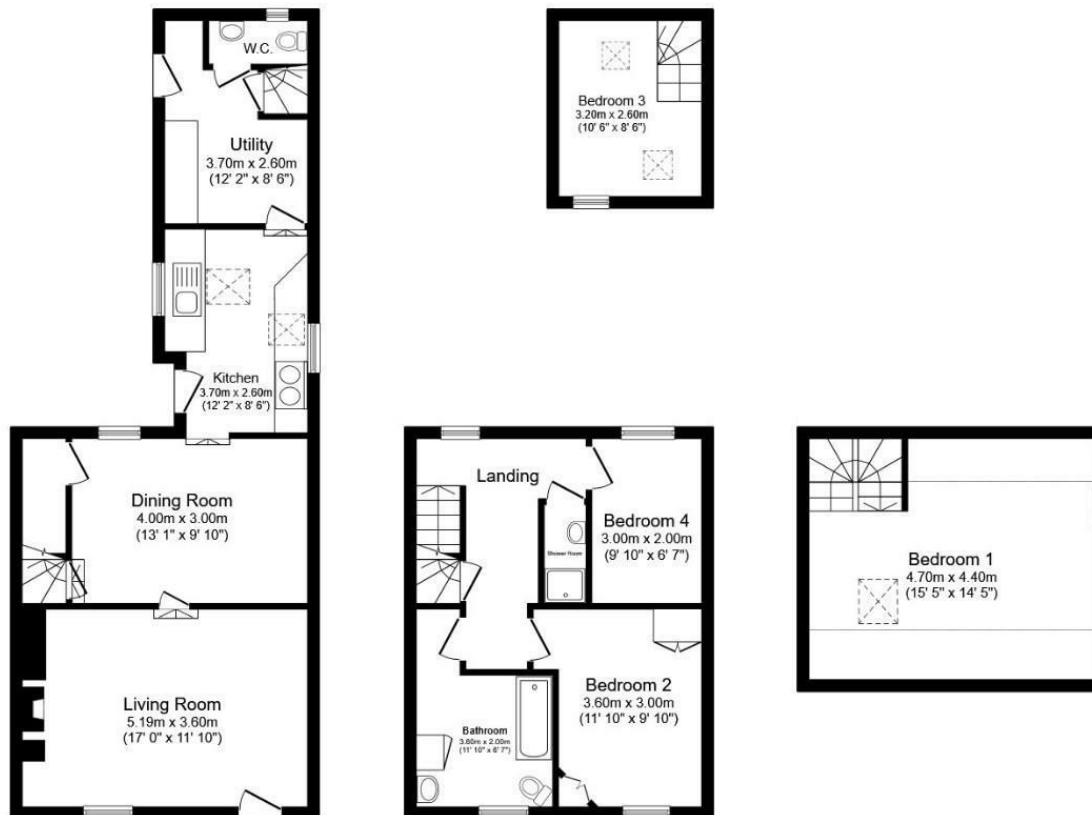 W.C.
Utility
3.70m x 2.60m
(12' 2" x 8' 6")
Kitchen
3.70m x 2.60m
(12' 2" x 8' 6")
Dining Room
4.00m x 3.00m
(13' 1" x 9' 10")
Living Room
5.19m x 3.60m
(17' 0" x 11' 10")
Bedroom 3
3.20m x 2.60m
(10' 6" x 8' 6")
Landing
Shower Room
Bedroom 4
3.00m x 2.00m
(9' 10" x 6' 7")
Bedroom 2
3.60m x 3.00m
(11' 10" x 9' 10")
Bathroom
3.60m x 2.00m
(11' 10" x 6' 7")
Bedroom 1
4.70m x 4.40m
(15' 5" x 14' 5")